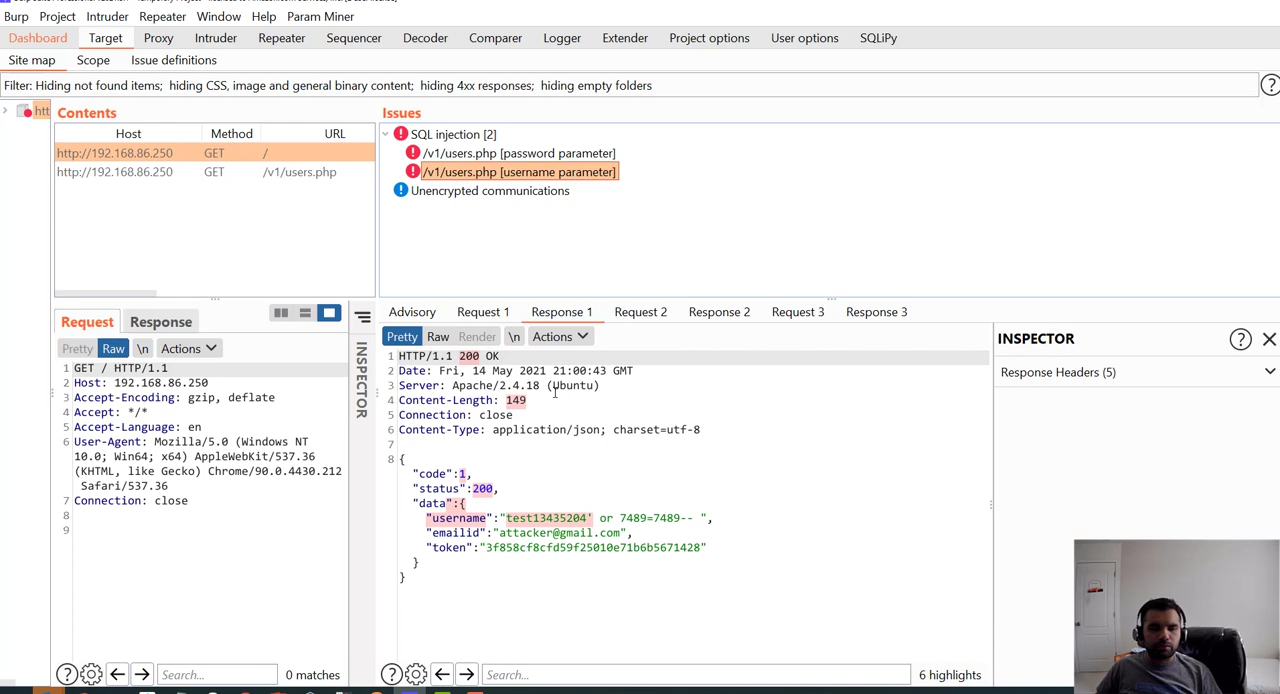 Burp Project Intruder Repeater Window Help Param Miner
Dashboard Target Proxy Intruder Repeater Sequencer Decoder Comparer Logger Extender Project options User options SQLiPy
Site map Scope Issue definitions
Filter: Hiding not found items; hiding CSS, image and general binary content; hiding 4xx responses; hiding empty folders
?
htt
Contents
Host Method URL
http://192.168.86.250 GET /
http://192.168.86.250 GET /v1/users.php
Issues
SQL injection [2]
/v1/users.php [password parameter]
/v1/users.php [username parameter]
Unencrypted communications
Request Response
Pretty Raw \n Actions
1 GET / HTTP/1.1
2 Host: 192.168.86.250
3 Accept-Encoding: gzip, deflate
4 Accept: */*
5 Accept-Language: en
6 User-Agent: Mozilla/5.0 (Windows NT
10.0; Win64; x64) AppleWebKit/537.36
(KHTML, like Gecko) Chrome/90.0.4430.212
Safari/537.36
7 Connection: close
8
9
? Search... 0 matches
INSPECTOR
Advisory Request 1 Response 1 Request 2 Response 2 Request 3 Response 3
Pretty Raw Render \n Actions
1 HTTP/1.1 200 OK
2 Date: Fri, 14 May 2021 21:00:43 GMT
3 Server: Apache/2.4.18 (Ubuntu)
4 Content-Length: 149
5 Connection: close
6 Content-Type: application/json; charset=utf-8
7
8 {
"code":1,
"status":200,
"data":{
"username":"test13435204' or 7489=7489-- ",
"emailid":"attacker@gmail.com",
"token":"3f858cf8cfd59f25010e71b6b5671428"
}
}
? Search... 6 highlights
INSPECTOR ?
Response Headers (5)